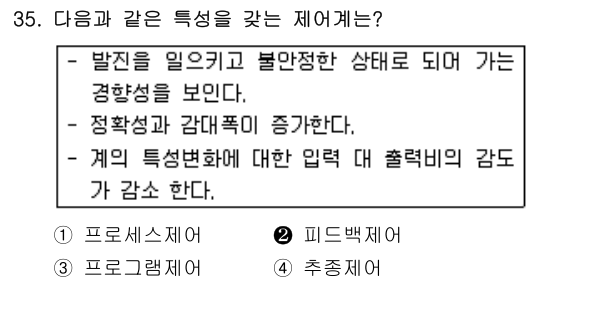 35. 다음과 같은 특성을 갖는 제어계는?
- 발진을 일으키고 불안정한 상태로 되어 가는
경향성을 보인다.
- 정확성과 감대폭이 증가한다.
- 계의 특성변화에 대한 입력 대 출력비의 감도
가 감소 한다.
① 프로세스제어 ❷ 피드백제어
③ 프로그램제어 ④ 추종제어